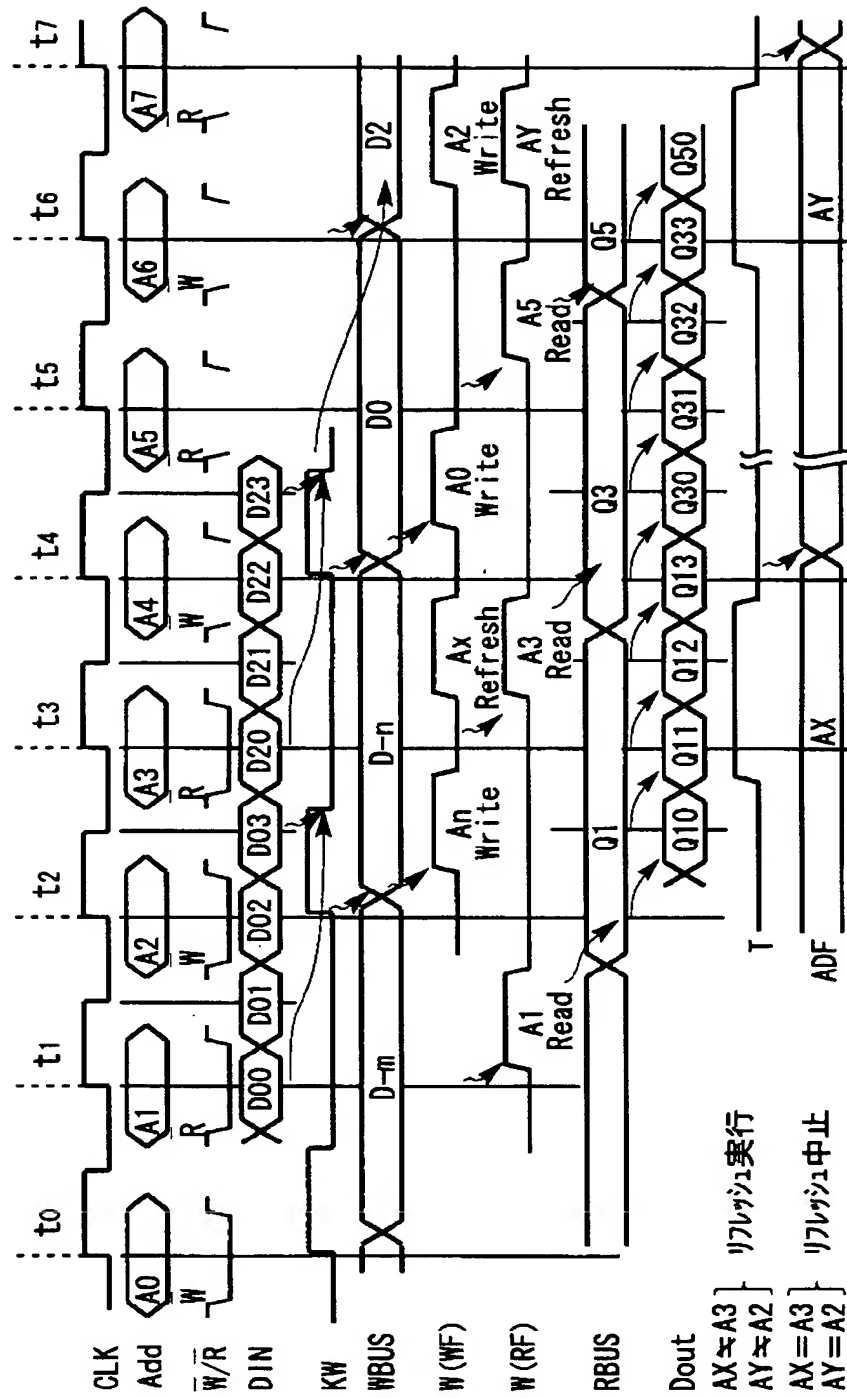 t0 t1 t2 t3 t4 t5 t6 t7
CLK
Add A0 A1 A2 A3 A4 A5 A6 A7
W/R W R W R W R W R
DIN D00 D01 D02 D03 D20 D21 D22 D23
KW
WBUS D-m D-n D0 D2
W(WF) An Write Ax Refresh A0 Write A2 Write
W(RF) A1 Read A3 Read A5 Read AY Refresh
RBUS Q1 Q3 Q5
Dout Q10 Q11 Q12 Q13 Q30 Q31 Q32 Q33 Q50
AX≒A3
AY≒A2
} リフレッシュ実行 T
AX=A3
AY=A2
} リフレッシュ中止 ADF AX AY